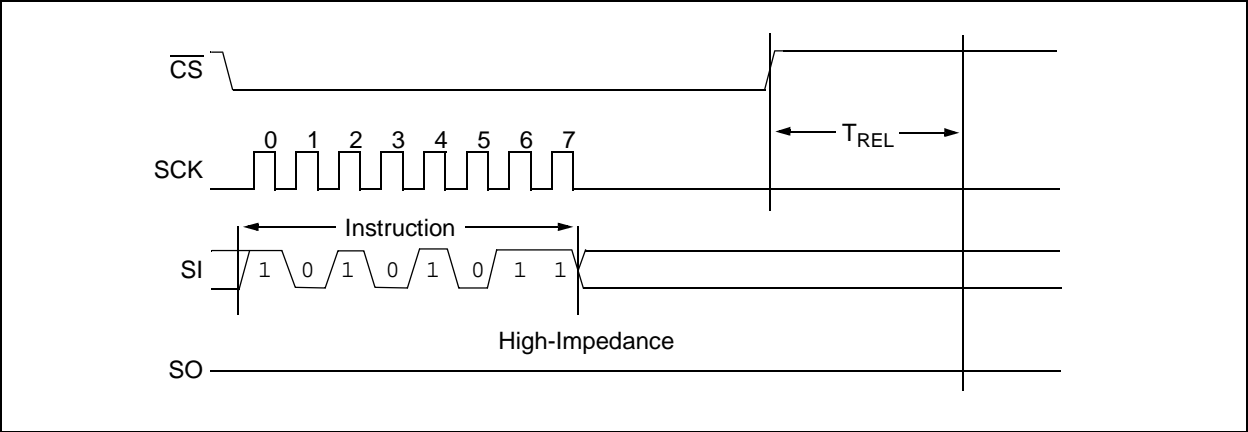 CS
T_REL
0 1 2 3 4 5 6 7
SCK
Instruction
SI 1 0 1 0 1 0 1 1
High-Impedance
SO